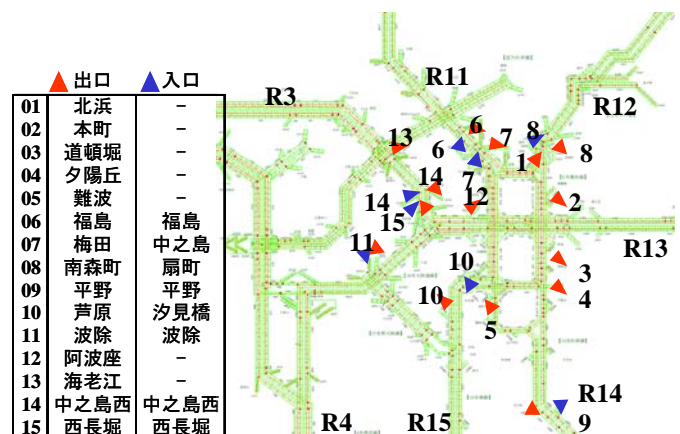 ▲出口 ▲入口
01 北浜 −
02 本町 −
03 道頓堀 −
04 夕陽丘 −
05 難波 −
06 福島 福島
07 梅田 中之島
08 南森町 扇町
09 平野 平野
10 芦原 汐見橋
11 波除 波除
12 阿波座 −
13 海老江 −
14 中之島西 中之島西
15 西長堀 西長堀
R11
R3
R12
6
8
13
6
7
1
8
14
7
14
12
2
15
R13
11
10
3
10
4
5
R14
R4
R15
9